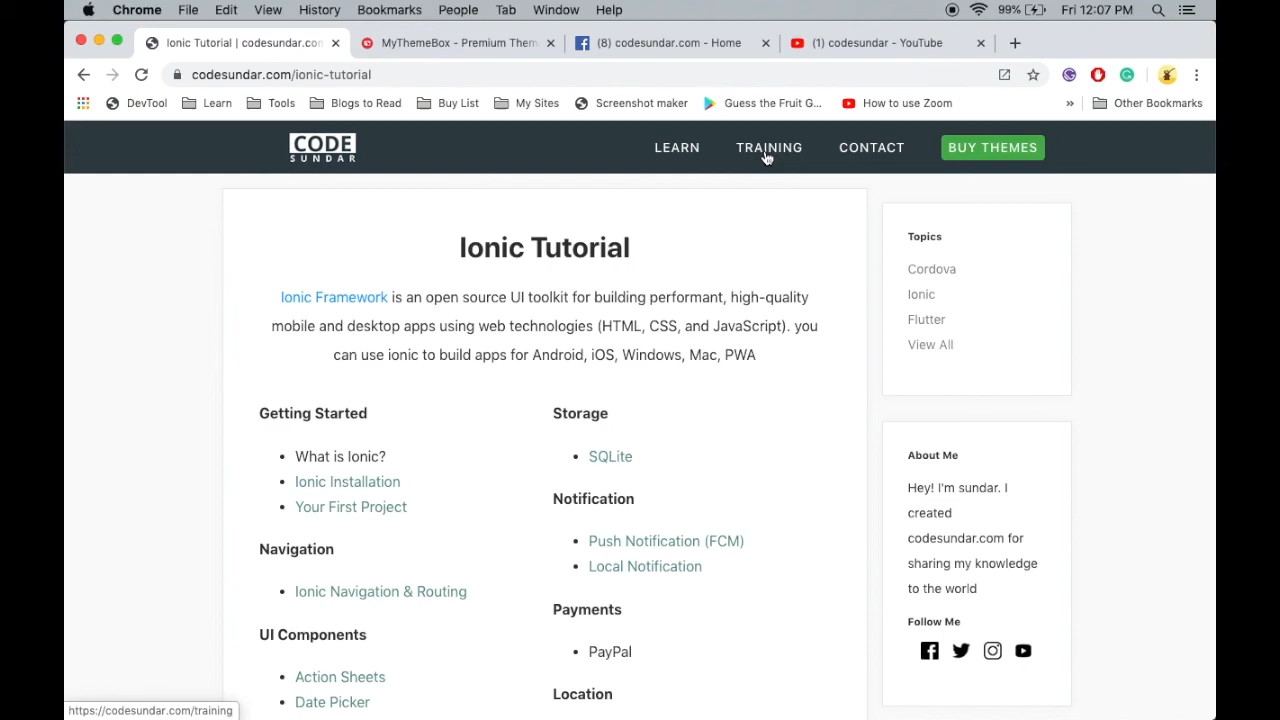 Chrome File Edit View History Bookmarks People Tab Window Help 99% Fri 12:07 PM
Ionic Tutorial | codesundar.con MyThemeBox - Premium Them (8) codesundar.com - Home (1) codesundar - YouTube
codesundar.com/ionic-tutorial
DevTool Learn Tools Blogs to Read Buy List My Sites Screenshot maker Guess the Fruit G... How to use Zoom » Other Bookmarks
CODE
SUNDAR
LEARN TRAINING CONTACT BUY THEMES
Ionic Tutorial
Ionic Framework is an open source UI toolkit for building performant, high-quality
mobile and desktop apps using web technologies (HTML, CSS, and JavaScript). you
can use ionic to build apps for Android, iOS, Windows, Mac, PWA
Getting Started
• What is Ionic?
• Ionic Installation
• Your First Project
Navigation
• Ionic Navigation & Routing
UI Components
• Action Sheets
• Date Picker
Storage
• SQLite
Notification
• Push Notification (FCM)
• Local Notification
Payments
• PayPal
Location
Topics
Cordova
Ionic
Flutter
View All
About Me
Hey! I'm sundar. I
created
codesundar.com for
sharing my knowledge
to the world
Follow Me
https://codesundar.com/training